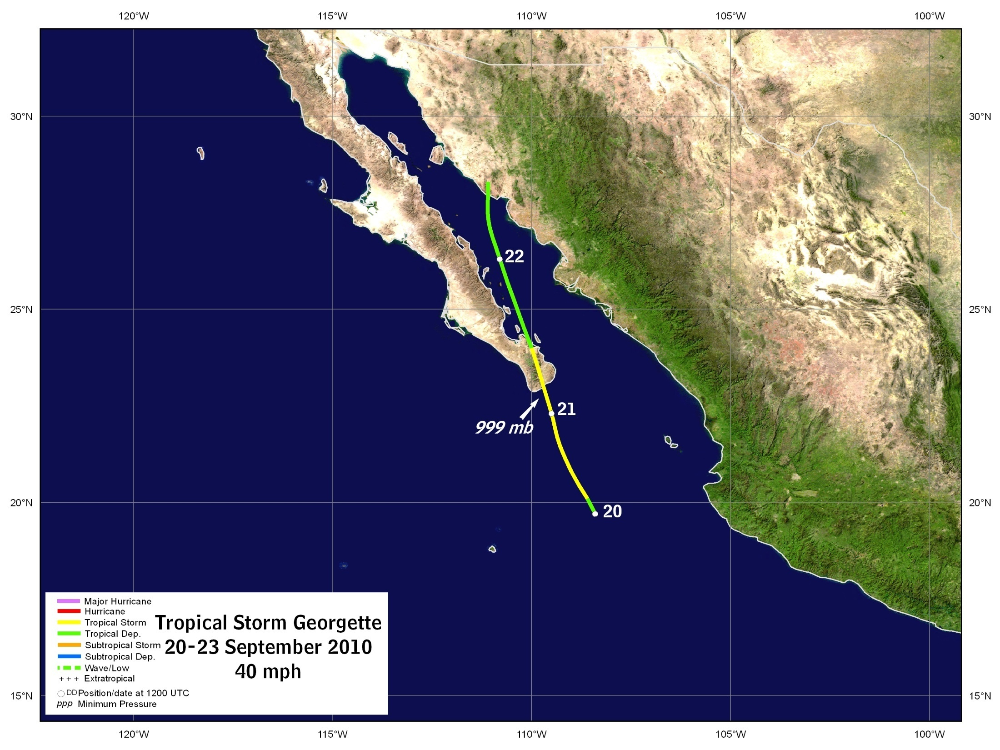 120°W 115°W 110°W 105°W 100°W
30°N 30°N
22
25°N 25°N
21
999 mb
20°N 20°N
20
Major Hurricane
Hurricane
Tropical Storm
Tropical Dep.
Subtropical Storm
Subtropical Dep.
Wave/Low
+ + + Extratropical
DD Position/date at 1200 UTC
ppp Minimum Pressure
Tropical Storm Georgette
20-23 September 2010
40 mph
15°N 15°N
120°W 115°W 110°W 105°W 100°W